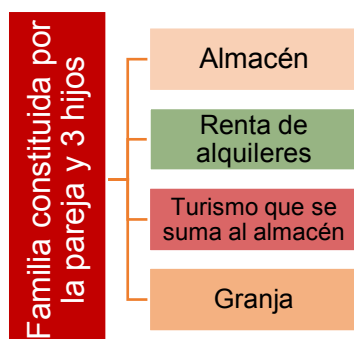 Familia constituida por
la pareja y 3 hijos
Almacén
Renta de
alquileres
Turismo que se
suma al almacén
Granja